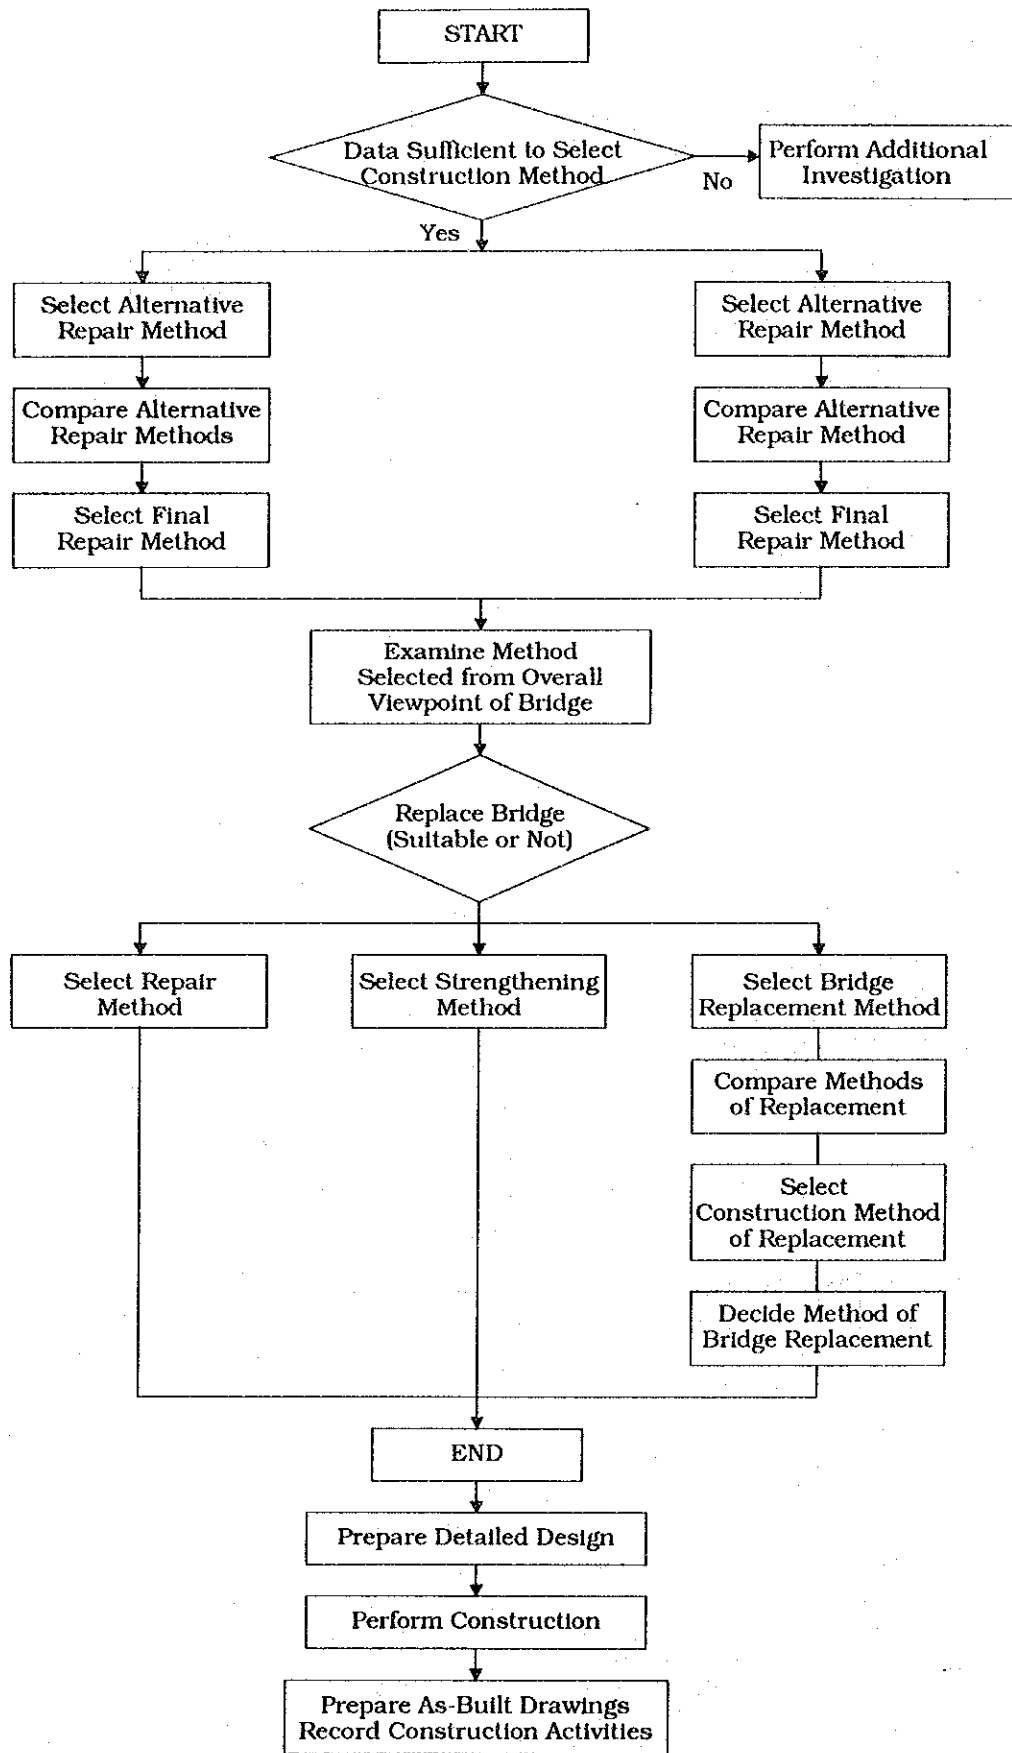 START
Data Sufficient to Select
Construction Method
No
Perform Additional
Investigation
Yes
Select Alternative
Repair Method
Select Alternative
Repair Method
Compare Alternative
Repair Methods
Compare Alternative
Repair Method
Select Final
Repair Method
Select Final
Repair Method
Examine Method
Selected from Overall
Viewpoint of Bridge
Replace Bridge
(Suitable or Not)
Select Repair
Method
Select Strengthening
Method
Select Bridge
Replacement Method
Compare Methods
of Replacement
Select
Construction Method
of Replacement
Decide Method of
Bridge Replacement
END
Prepare Detailed Design
Perform Construction
Prepare As-Built Drawings
Record Construction Activities